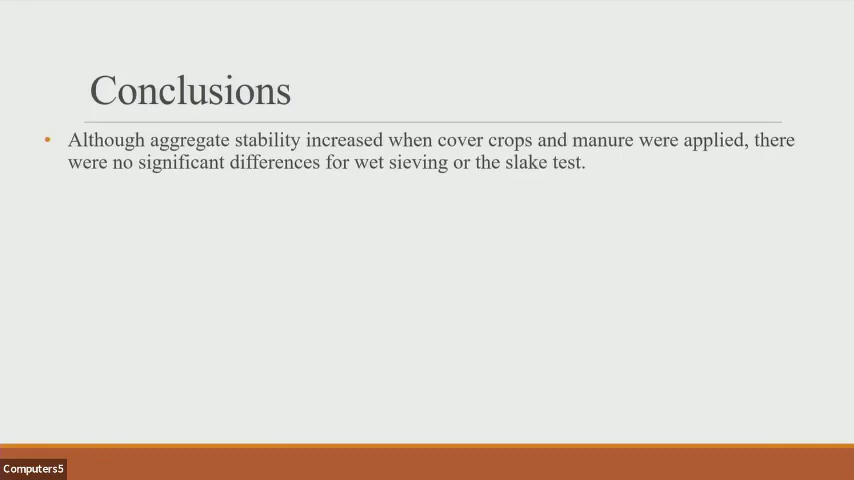 Conclusions
• Although aggregate stability increased when cover crops and manure were applied, there
were no significant differences for wet sieving or the slake test.
Computers5